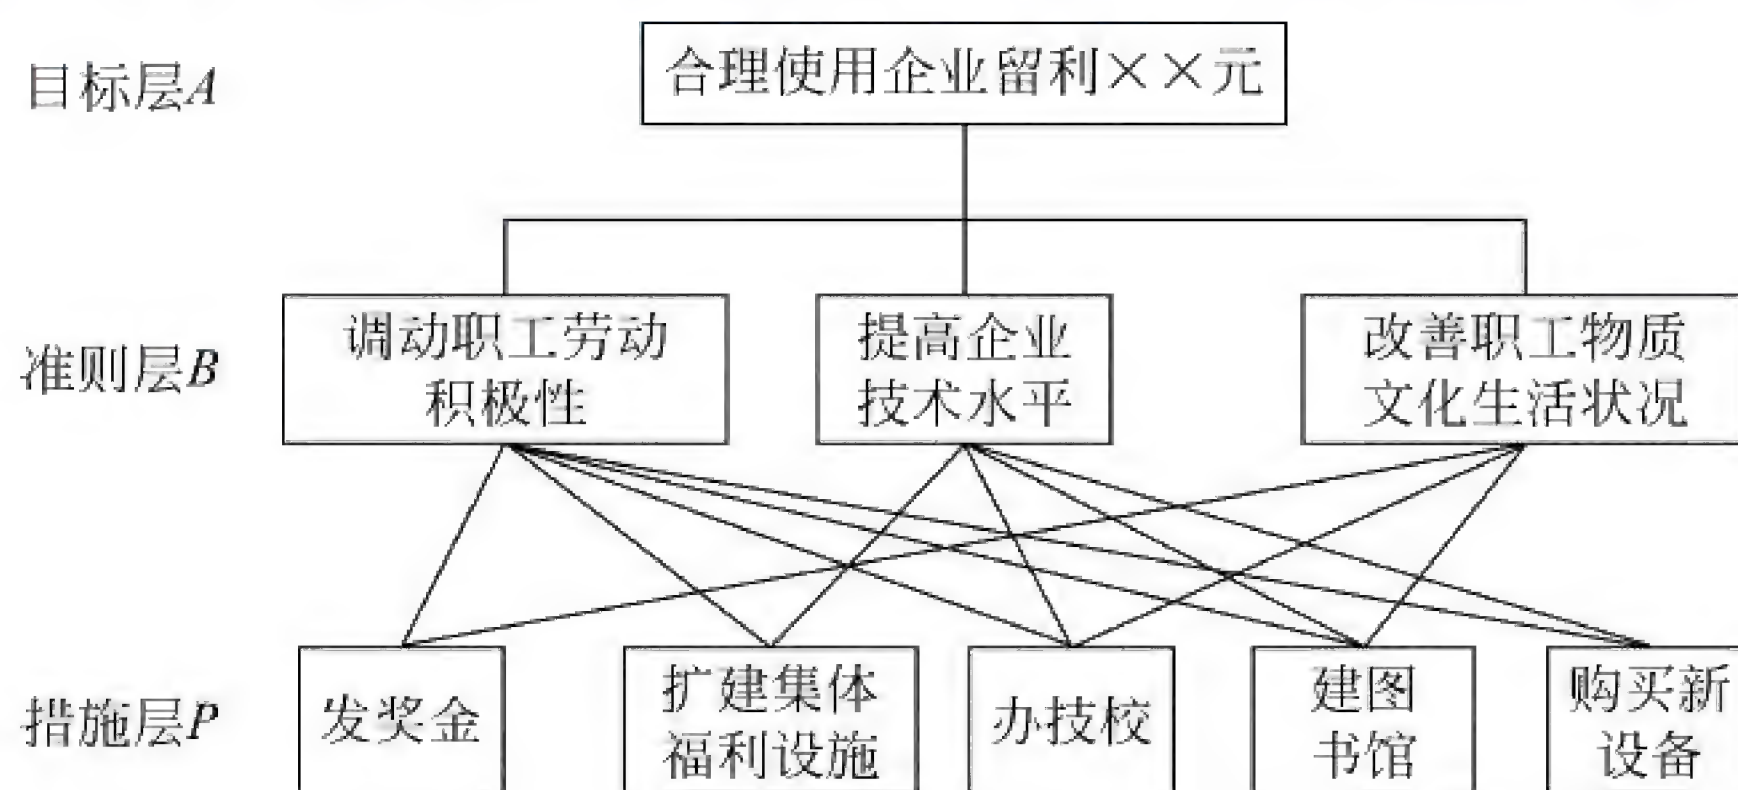 目标层A
合理使用企业留利××元
准则层B
调动职工劳动
积极性
提高企业
技术水平
改善职工物质
文化生活状况
措施层P
发奖金
扩建集体
福利设施
办技校
建图
书馆
购买新
设备